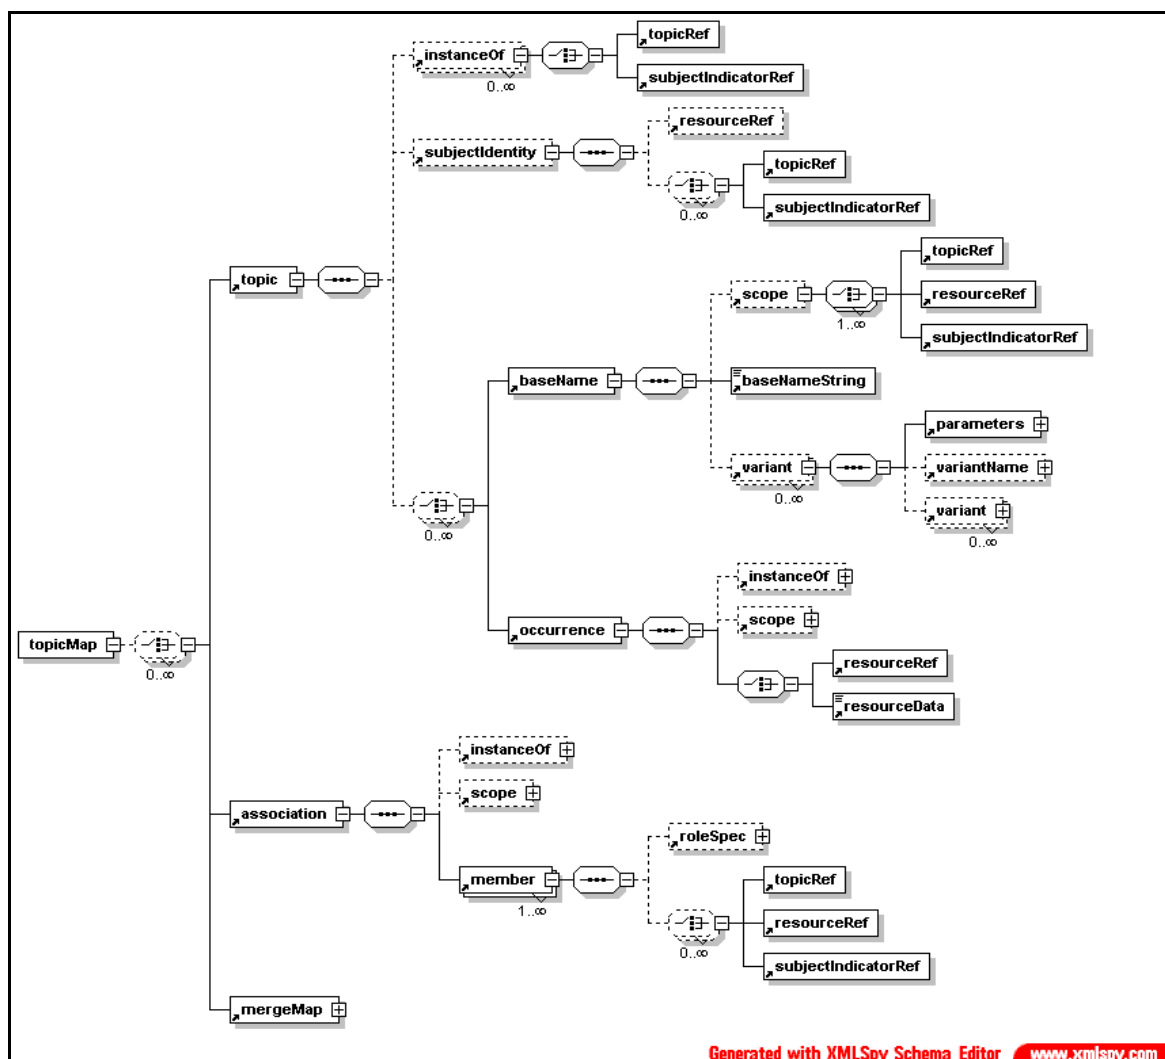 topicRef
instanceOf
0..∞
subjectIndicatorRef
resourceRef
subjectIdentity
topicRef
0..∞
subjectIndicatorRef
topicRef
topic
scope
resourceRef
1..∞
subjectIndicatorRef
baseName
baseNameString
parameters
variant
variantName
0..∞
variant
0..∞
0..∞
instanceOf
scope
occurrence
topicMap
0..∞
resourceRef
resourceData
instanceOf
scope
association
roleSpec
member
1..∞
topicRef
resourceRef
0..∞
subjectIndicatorRef
mergeMap
Generated with XMLSpy Schema Editor www.xmlspy.com